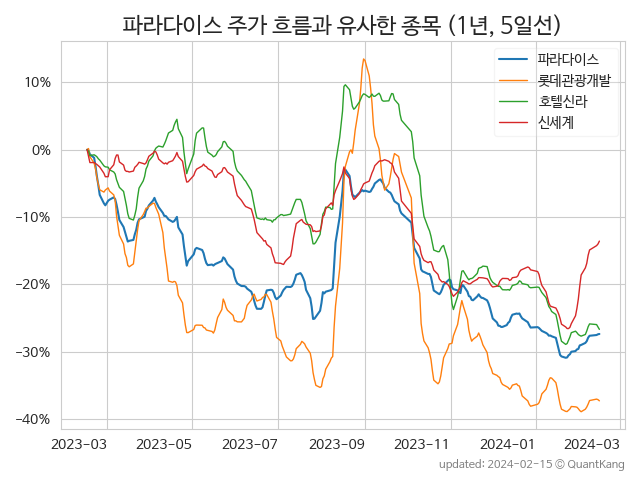 파라다이스 주가 흐름과 유사한 종목 (1년, 5일선)
파라다이스
롯데관광개발
호텔신라
신세계
10%
0%
−10%
−20%
−30%
−40%
2023-03 2023-05 2023-07 2023-09 2023-11 2024-01 2024-03
updated: 2024-02-15 © QuantKang